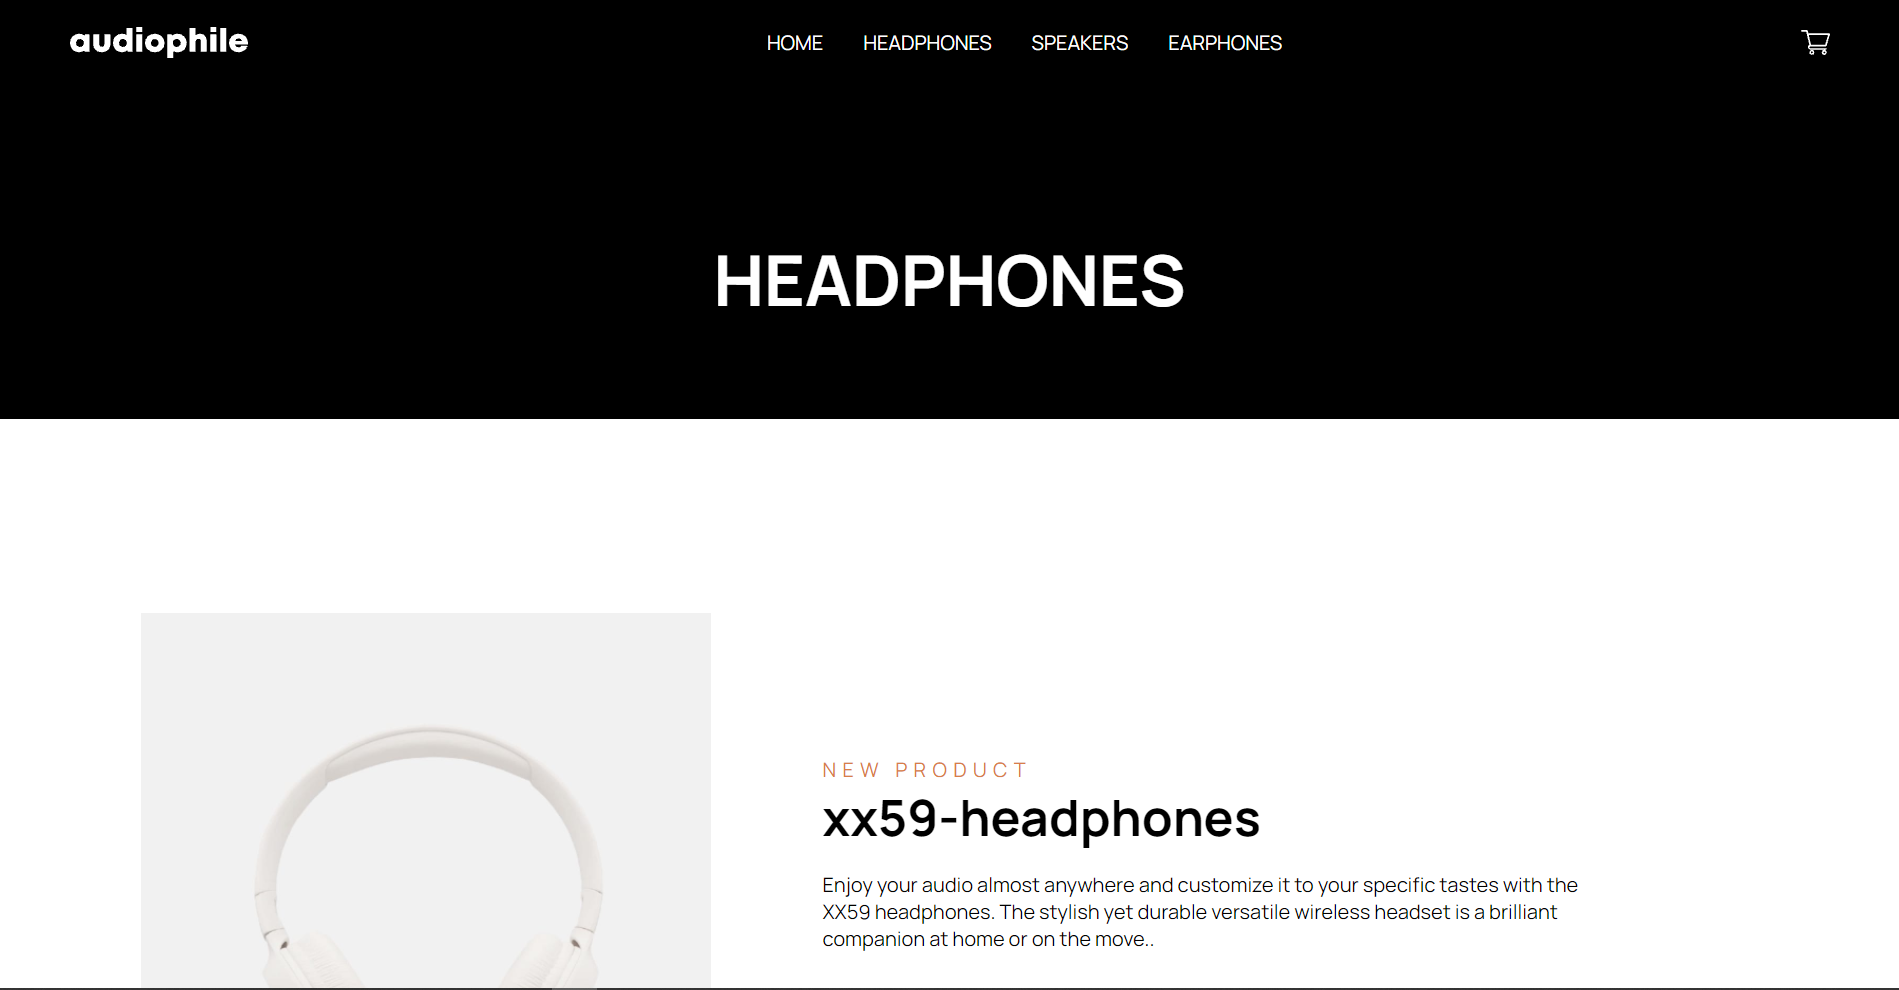 audiophile
HOME HEADPHONES SPEAKERS EARPHONES
HEADPHONES
NEW PRODUCT
xx59-headphones
Enjoy your audio almost anywhere and customize it to your specific tastes with the
XX59 headphones. The stylish yet durable versatile wireless headset is a brilliant
companion at home or on the move..